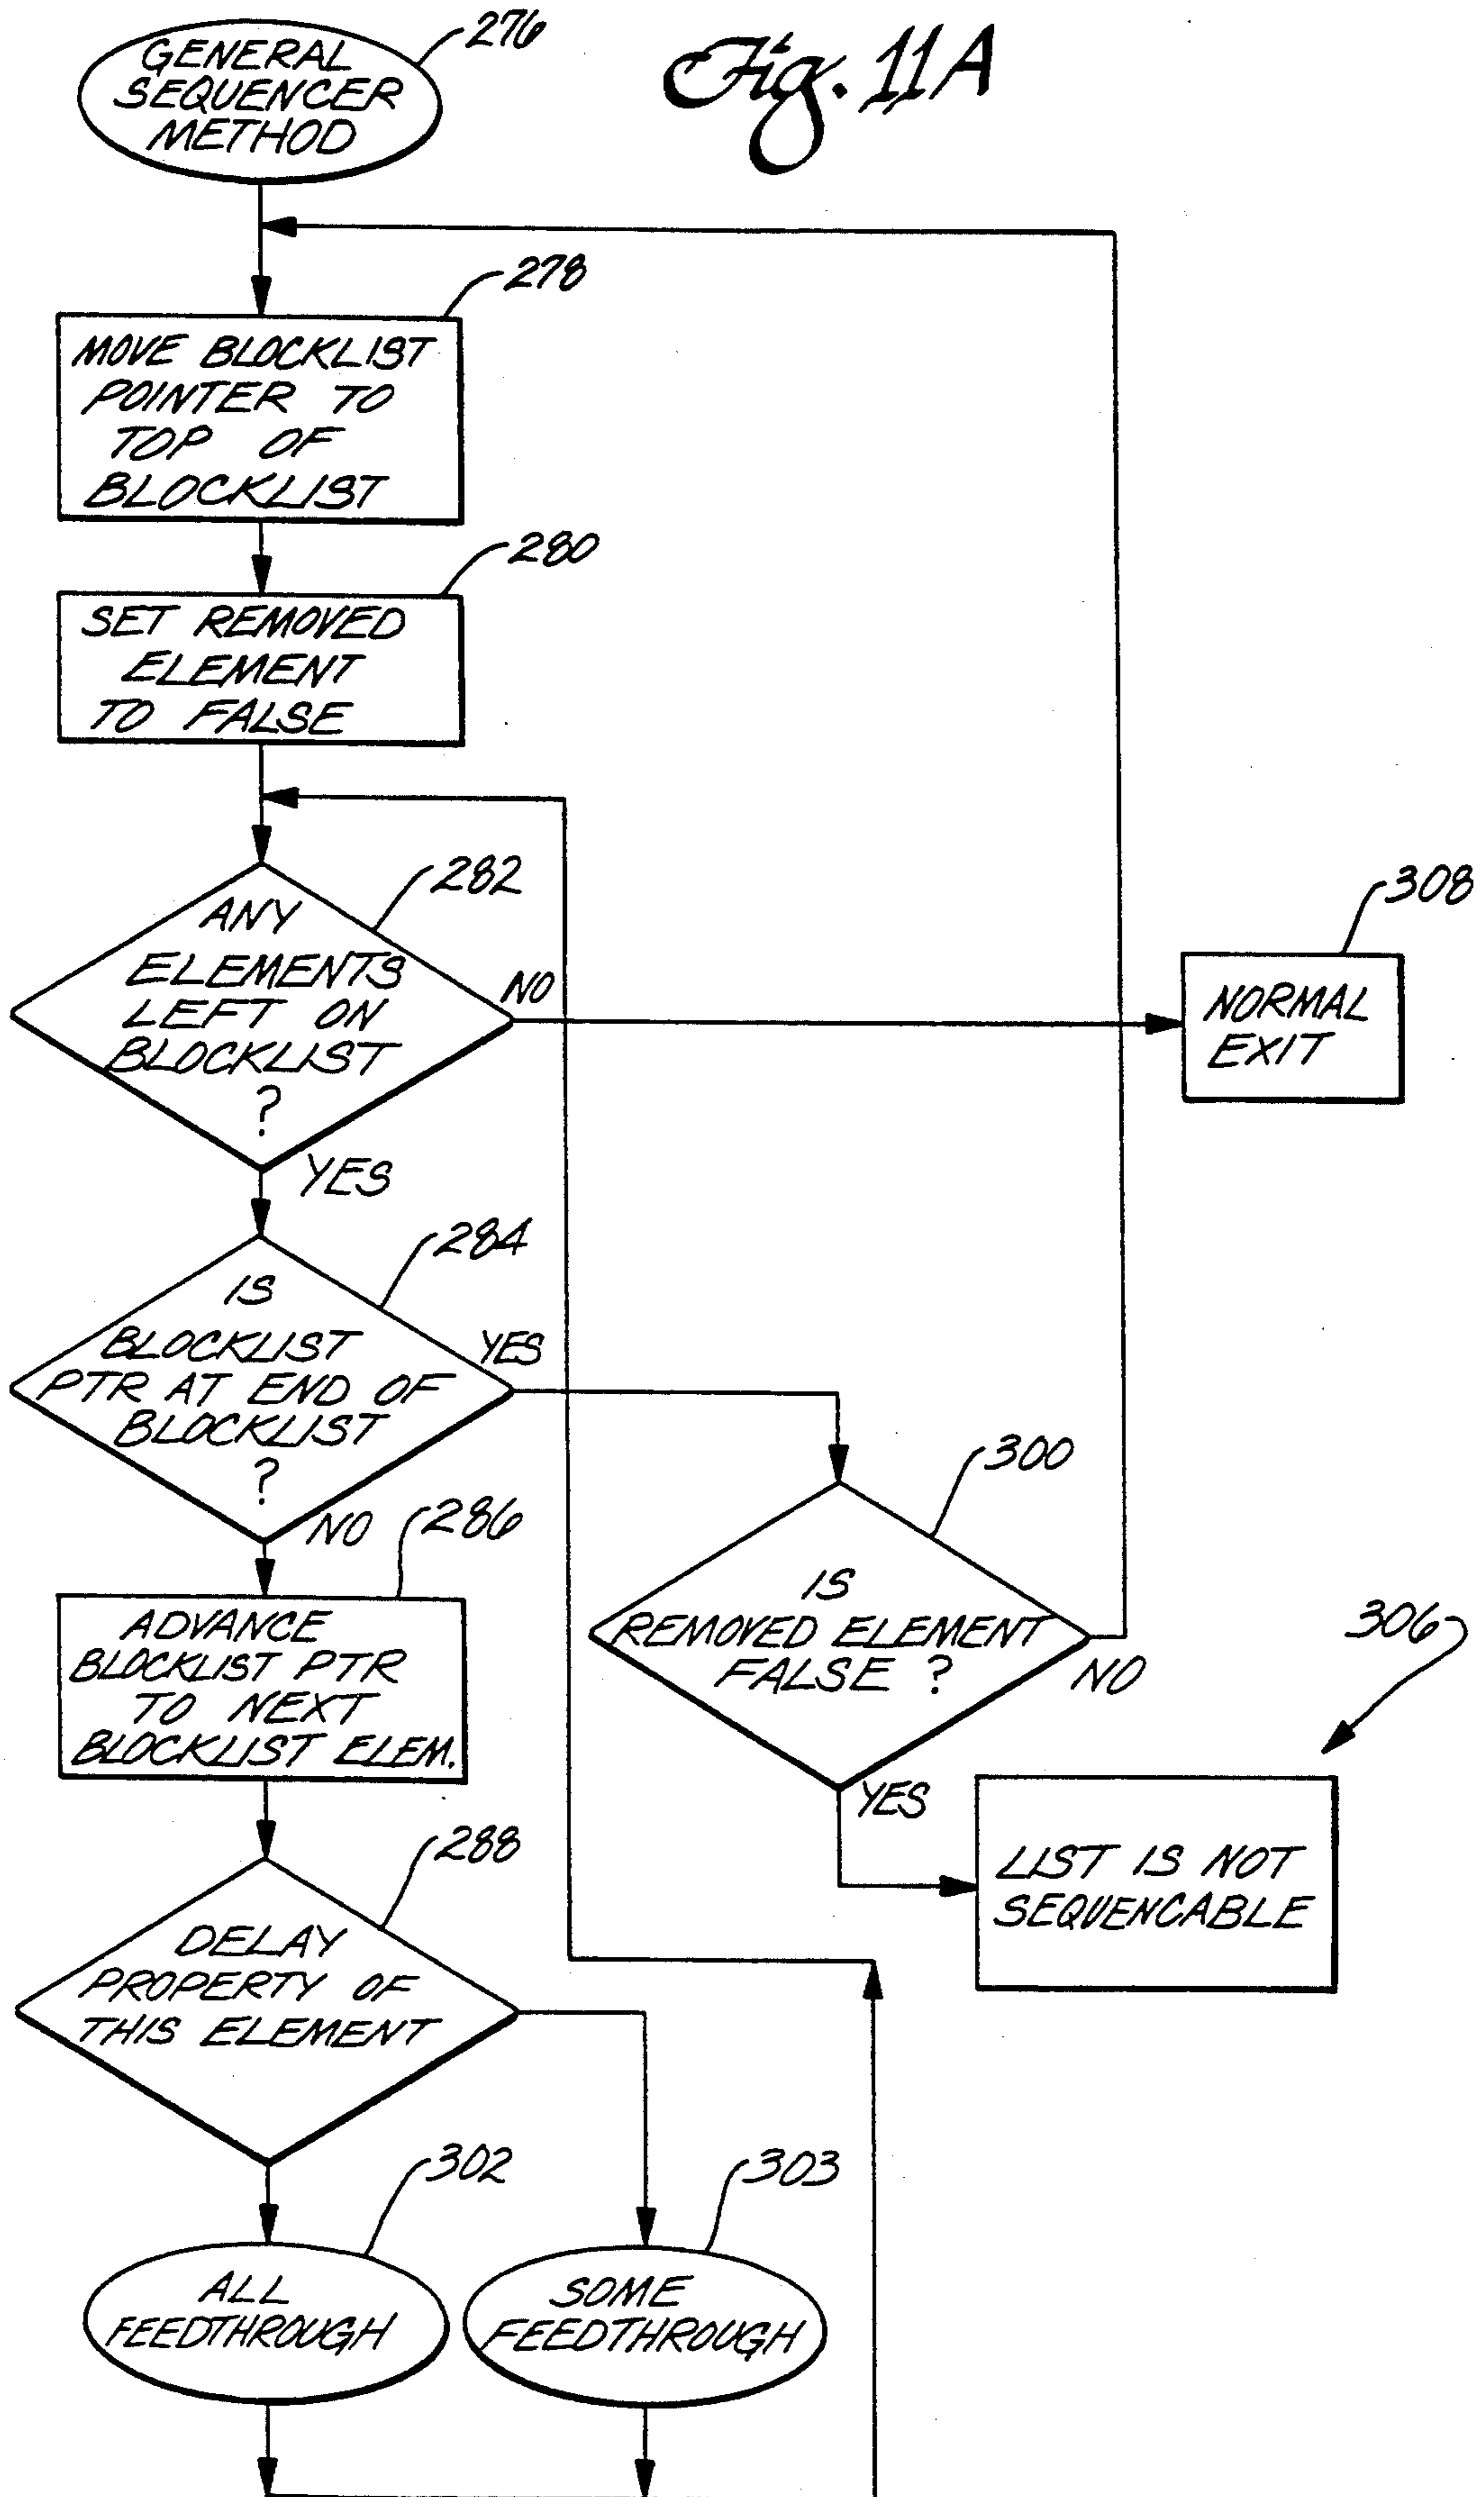 Fig. 11A
276
GENERAL
SEQUENCER
METHOD
278
MOVE BLOCKLIST
POINTER TO
TOP OF
BLOCKLIST
280
SET REMOVED
ELEMENT
TO FALSE
282
ANY
ELEMENTS
LEFT ON
BLOCKLIST
?
NO
YES
308
NORMAL
EXIT
284
IS
BLOCKLIST
PTR AT END OF
BLOCKLIST
?
YES
NO
286
ADVANCE
BLOCKLIST PTR
TO NEXT
BLOCKLIST ELEM.
300
IS
REMOVED ELEMENT
FALSE ?
NO
YES
306
LIST IS NOT
SEQUENCABLE
288
DELAY
PROPERTY OF
THIS ELEMENT
302
ALL
FEEDTHROUGH
303
SOME
FEEDTHROUGH